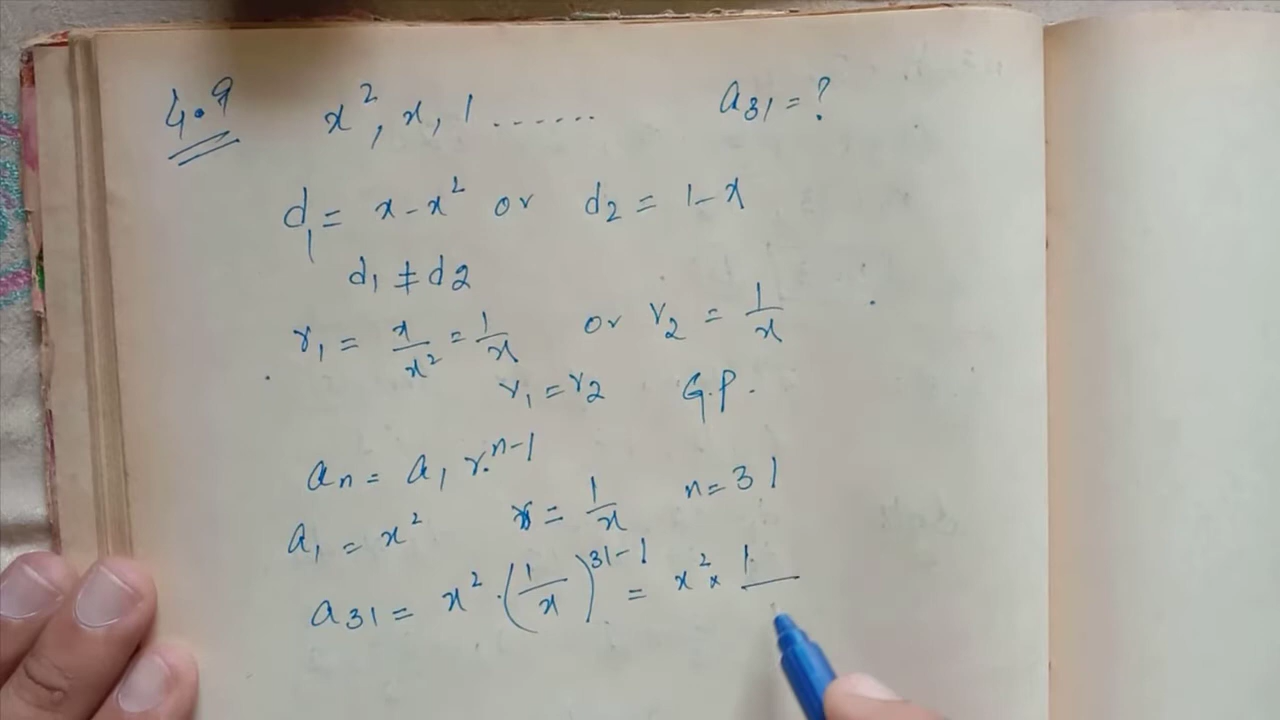 4.9 x², x, 1 ...... a₃₁ = ?
d₁ = x - x² or d₂ = 1 - x
d₁ ≠ d₂
r₁ = x/x² = 1/x or r₂ = 1/x
r₁ = r₂ G.P.
aₙ = a₁ r.ⁿ⁻¹
a₁ = x² r = 1/x n = 31
a₃₁ = x² . (1/x)³¹⁻¹ = x² × 1/